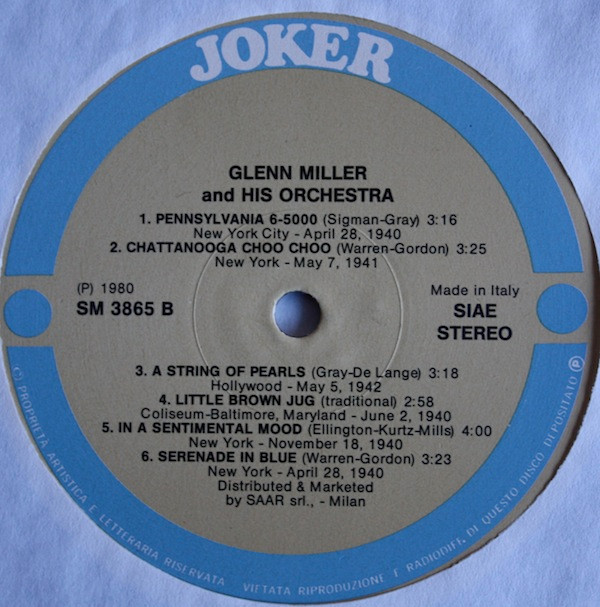 JOKER
GLENN MILLER
and HIS ORCHESTRA
1. PENNSYLVANIA 6-5000 (Sigman-Gray) 3:16
New York City - April 28, 1940
2. CHATTANOOGA CHOO CHOO (Warren-Gordon) 3:25
New York - May 7, 1941
(P) 1980
SM 3865 B
Made in Italy
SIAE
STEREO
3. A STRING OF PEARLS (Gray-De Lange) 3:18
Hollywood - May 5, 1942
4. LITTLE BROWN JUG (traditional) 2:58
Coliseum-Baltimore, Maryland - June 2, 1940
5. IN A SENTIMENTAL MOOD (Ellington-Kurtz-Mills) 4:00
New York - November 18, 1940
6. SERENADE IN BLUE (Warren-Gordon) 3:23
New York - April 28, 1940
Distributed & Marketed
by SAAR srl., - Milan
(C) PROPRIETA ARTISTICA E LETTERARIA RISERVATA VIETATA RIPRODUZIONE E RADIODIF. DI QUESTO DISCO DEPOSITATO (P)